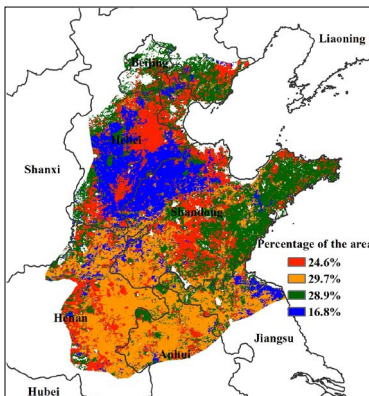 Liaoning
Beijing
Hebei
Shanxi
Shandong
Percentage of the area
24.6%
29.7%
28.9%
16.8%
Henan
Jiangsu
Anhui
Hubei